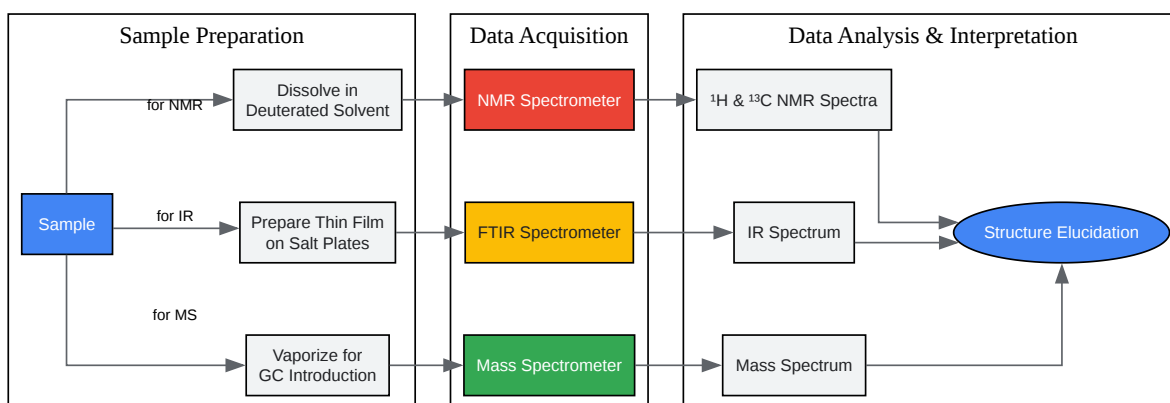 Sample Preparation
Data Acquisition
Data Analysis & Interpretation
for NMR
Dissolve in
Deuterated Solvent
NMR Spectrometer
¹H & ¹³C NMR Spectra
Sample
for IR
Prepare Thin Film
on Salt Plates
FTIR Spectrometer
IR Spectrum
Structure Elucidation
for MS
Vaporize for
GC Introduction
Mass Spectrometer
Mass Spectrum